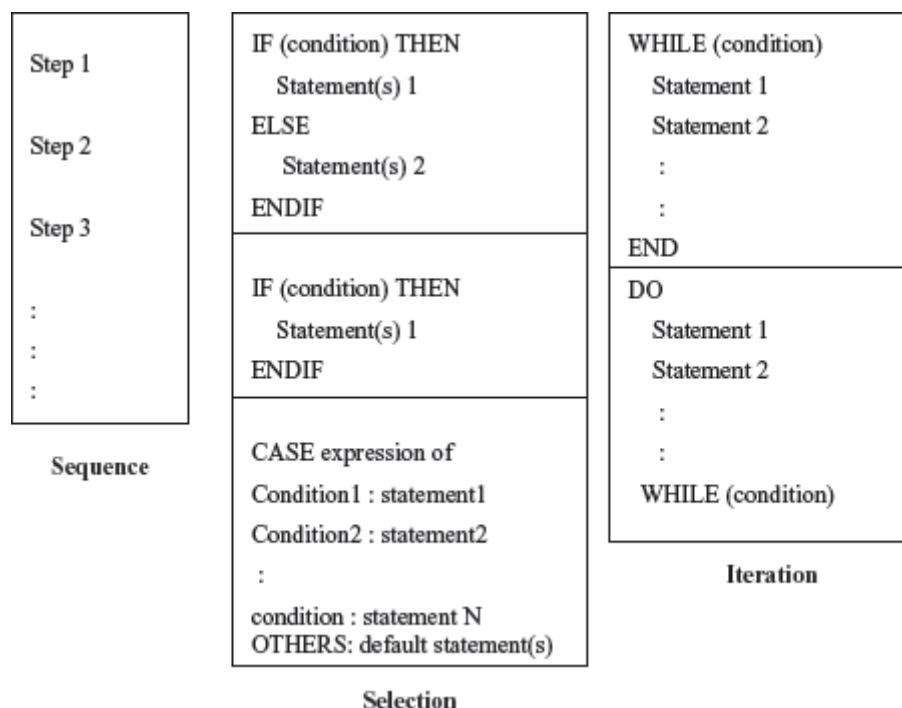 Step 1
Step 2
Step 3
:
:
:
Sequence
IF (condition) THEN
Statement(s) 1
ELSE
Statement(s) 2
ENDIF
IF (condition) THEN
Statement(s) 1
ENDIF
CASE expression of
Condition1 : statement1
Condition2 : statement2
:
condition : statement N
OTHERS: default statement(s)
Selection
WHILE (condition)
Statement 1
Statement 2
:
:
END
DO
Statement 1
Statement 2
:
:
WHILE (condition)
Iteration